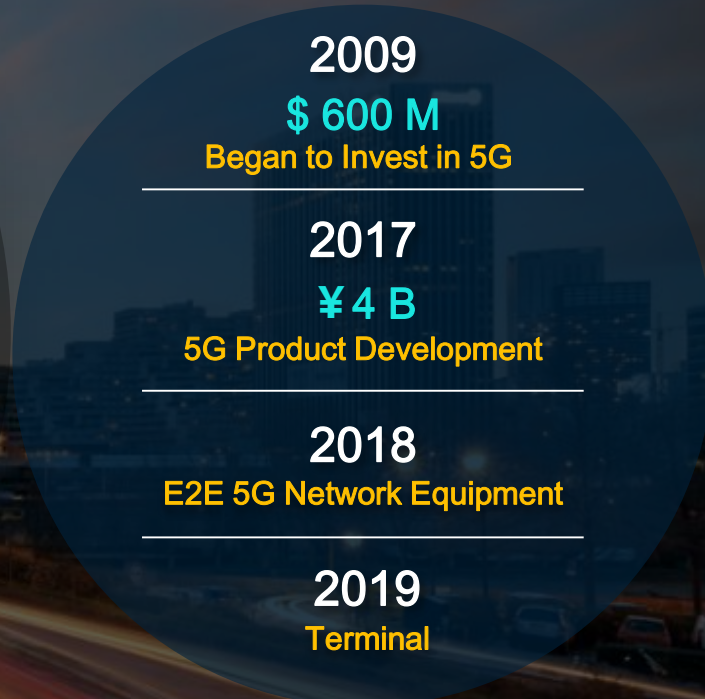 2009
$ 600 M
Began to Invest in 5G
2017
¥ 4 B
5G Product Development
2018
E2E 5G Network Equipment
2019
Terminal